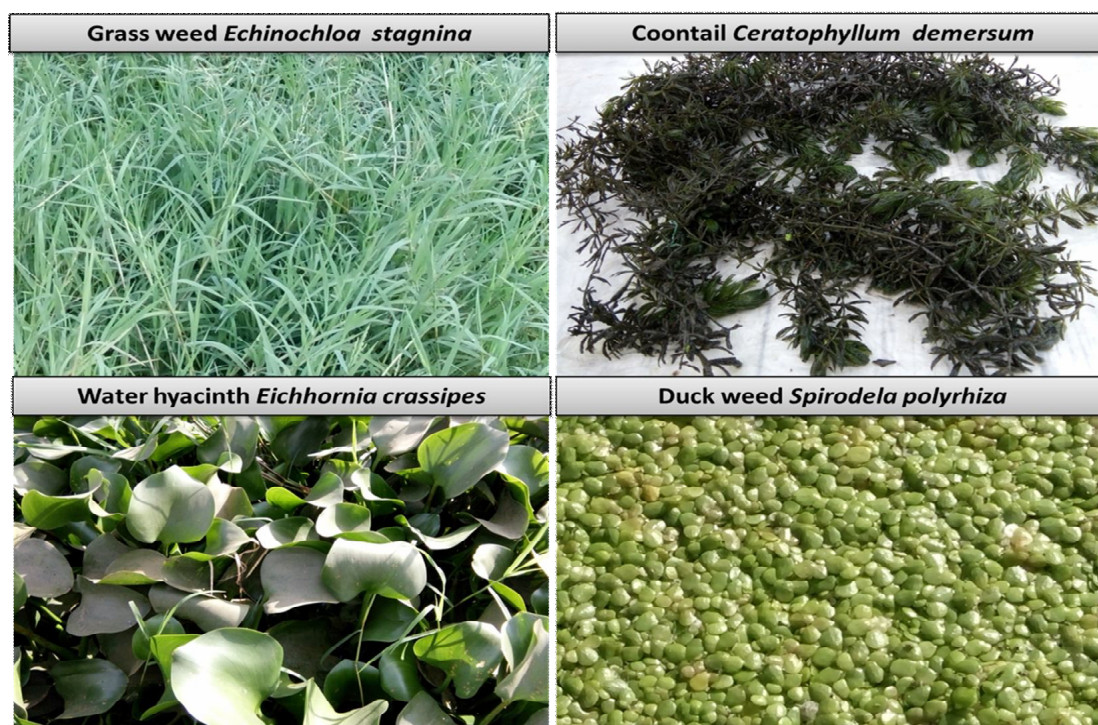 Grass weed Echinochloa stagnina
Coontail Ceratophyllum demersum
Water hyacinth Eichhornia crassipes
Duck weed Spirodela polyrhiza